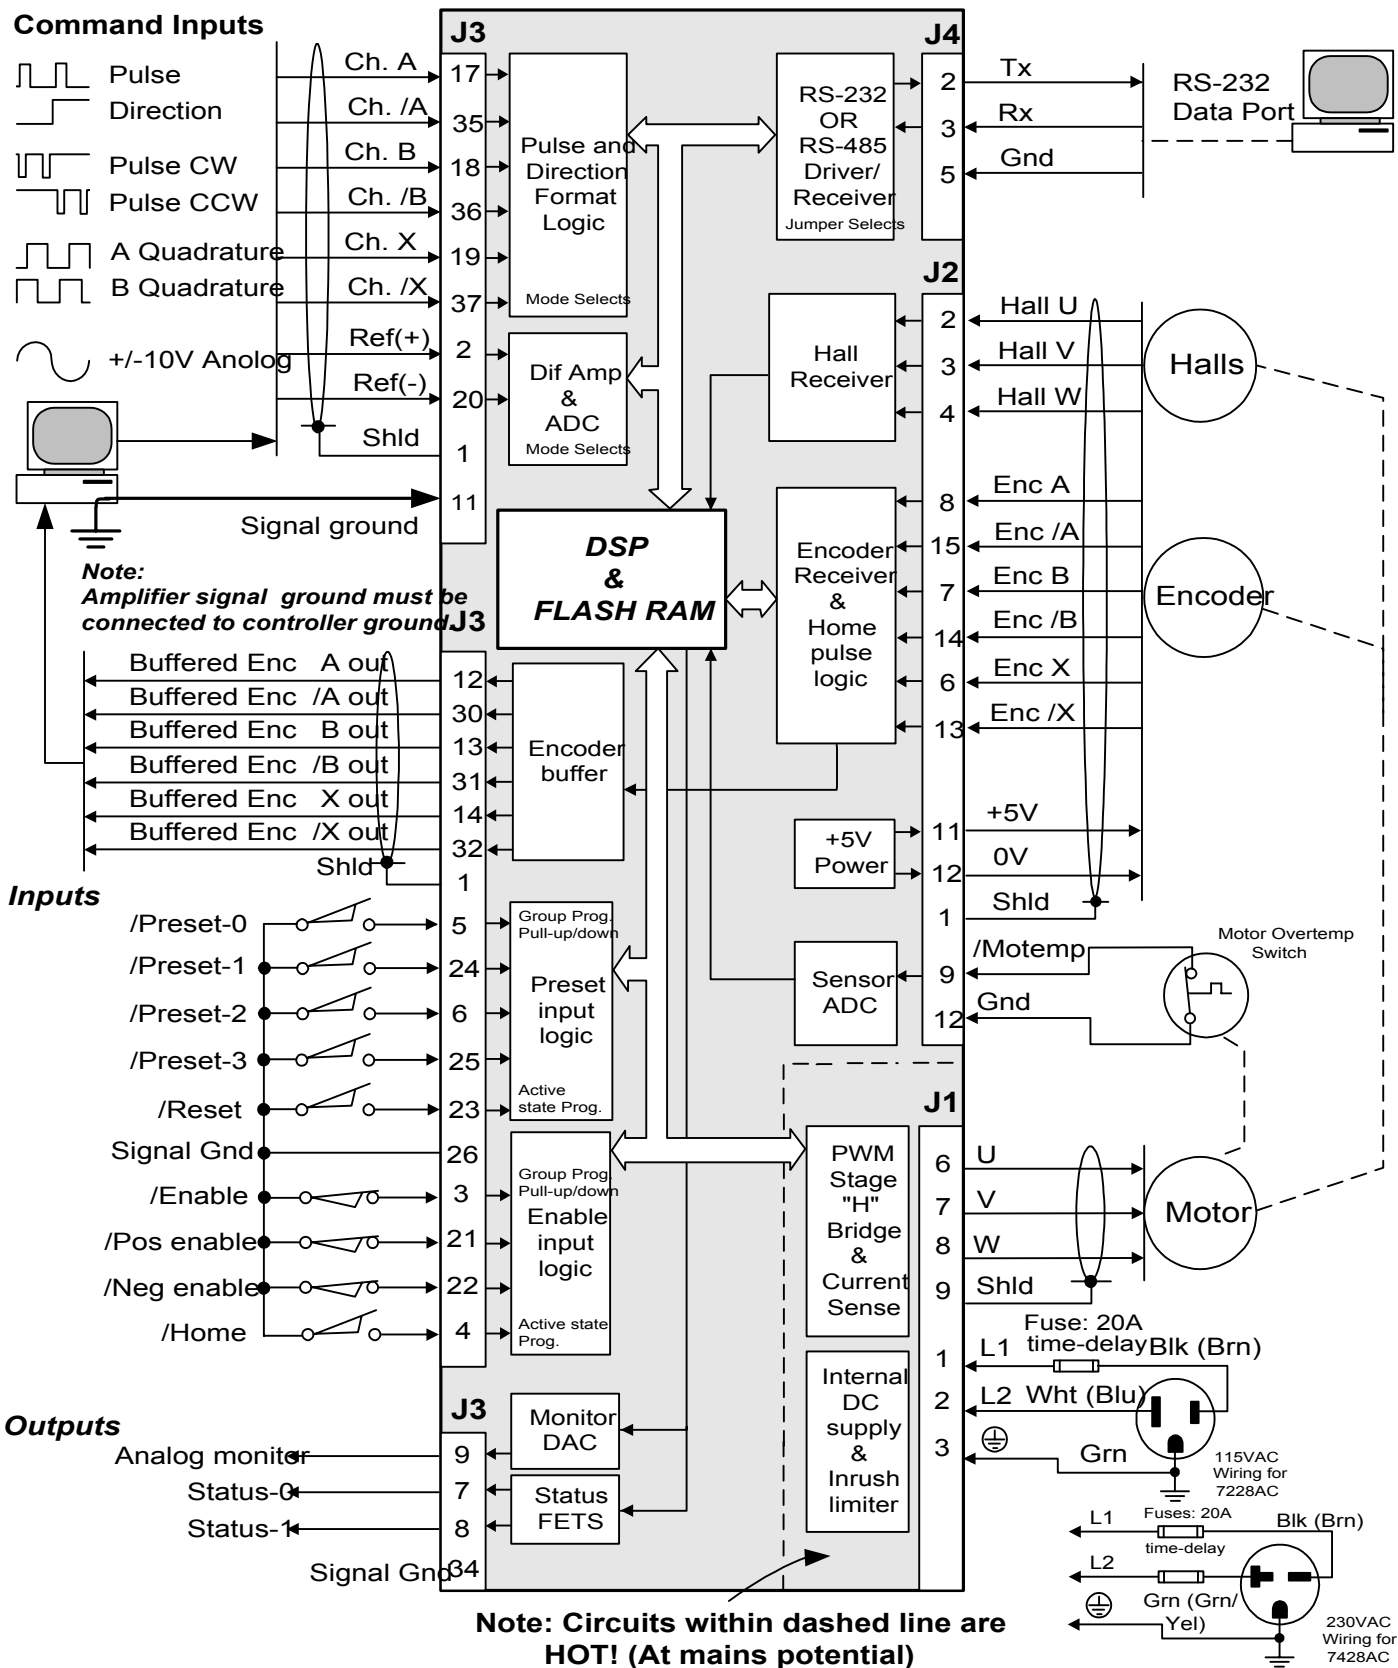 Command Inputs
Pulse
Direction
Pulse CW
Pulse CCW
A Quadrature
B Quadrature
+/-10V Anolog
Ch. A
Ch. /A
Ch. B
Ch. /B
Ch. X
Ch. /X
Ref(+)
Ref(-)
Shld
Signal ground
J3
17
35
18
36
19
37
2
20
1
11
Pulse and
Direction
Format
Logic
Mode Selects
Dif Amp
&
ADC
Mode Selects
RS-232
OR
RS-485
Driver/
Receiver
Jumper Selects
J4
2
3
5
Tx
Rx
Gnd
RS-232
Data Port
Hall
Receiver
J2
2
3
4
8
15
7
14
6
13
11
12
1
9
12
Hall U
Hall V
Hall W
Halls
Enc A
Enc /A
Enc B
Enc /B
Enc X
Enc /X
Encoder
+5V
0V
Shld
/Motemp
Gnd
Motor Overtemp
Switch
DSP
&
FLASH RAM
Encoder
Receiver
&
Home
pulse
logic
+5V
Power
Sensor
ADC
Note:
Amplifier signal ground must be
connected to controller ground.
J3
Buffered Enc A out
Buffered Enc /A out
Buffered Enc B out
Buffered Enc /B out
Buffered Enc X out
Buffered Enc /X out
Shld
12
30
13
31
14
32
1
Encoder
buffer
Inputs
/Preset-0
/Preset-1
/Preset-2
/Preset-3
/Reset
Signal Gnd
/Enable
/Pos enable
/Neg enable
/Home
5
24
6
25
23
26
3
21
22
4
Group Prog.
Pull-up/down
Preset
input
logic
Active
state Prog.
Group Prog.
Pull-up/down
Enable
input
logic
Active state
Prog.
J1
6
7
8
9
1
2
3
PWM
Stage
"H"
Bridge
&
Current
Sense
U
V
W
Shld
Motor
Internal
DC
supply
&
Inrush
limiter
Fuse: 20A
time-delay
Blk (Brn)
L1
L2
Wht (Blu)
Grn
115VAC
Wiring for
7228AC
L1
Fuses: 20A
time-delay
Blk (Brn)
L2
Grn (Grn/
Yel)
230VAC
Wiring for
7428AC
Outputs
Analog monitor
Status-0
Status-1
Signal Gnd
J3
9
7
8
34
Monitor
DAC
Status
FETS
Note: Circuits within dashed line are
HOT! (At mains potential)